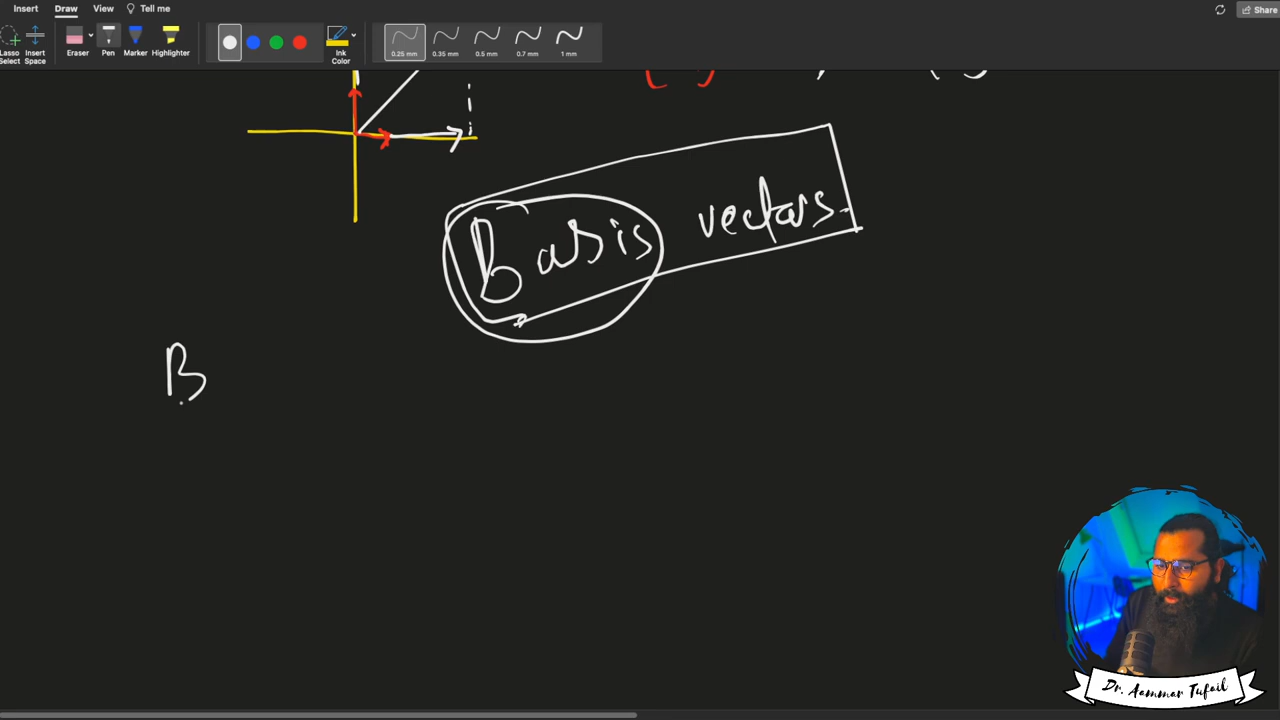 Insert Draw View Tell me Share
Lasso Select Insert Space Eraser Pen Marker Highlighter Ink Color 0.25 mm 0.35 mm 0.5 mm 0.7 mm 1 mm
Basis vectors.
B
Dr. Aammar Tufail